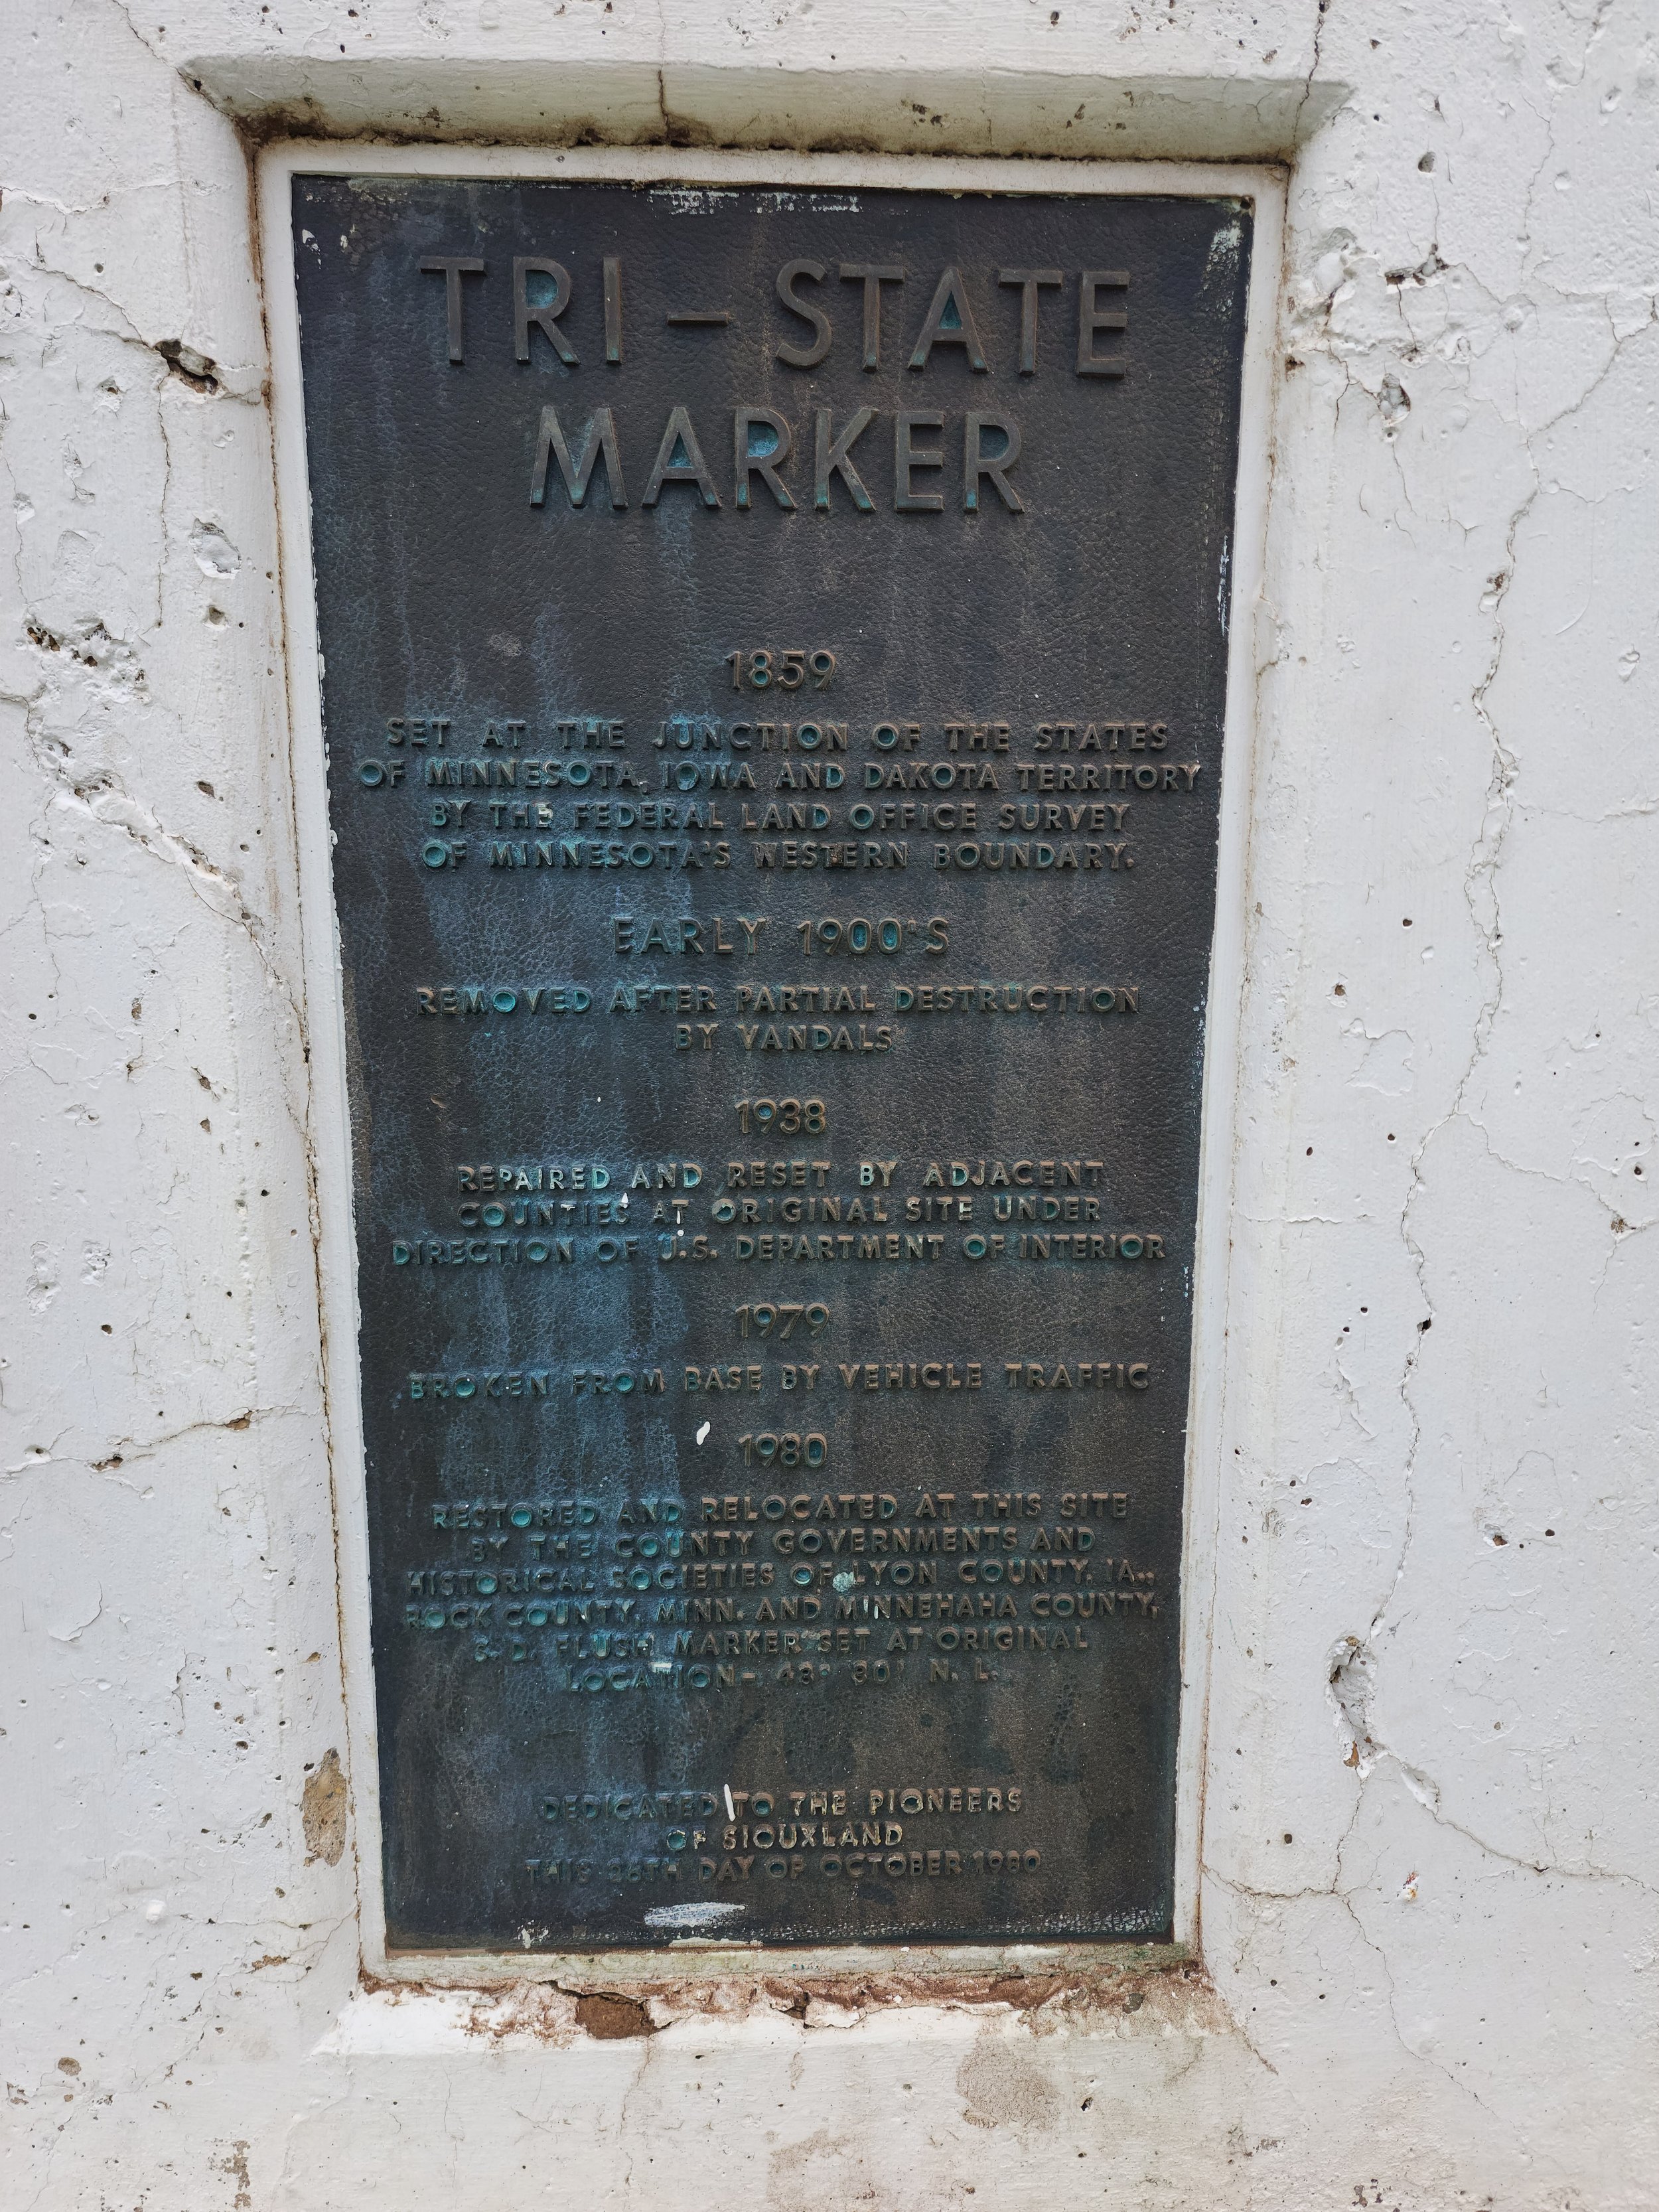 TRI – STATE
MARKER
1859
SET AT THE JUNCTION OF THE STATES
OF MINNESOTA, IOWA AND DAKOTA TERRITORY
BY THE FEDERAL LAND OFFICE SURVEY
OF MINNESOTA'S WESTERN BOUNDARY.
EARLY 1900'S
REMOVED AFTER PARTIAL DESTRUCTION
BY VANDALS
1938
REPAIRED AND RESET BY ADJACENT
COUNTIES AT ORIGINAL SITE UNDER
DIRECTION OF U.S. DEPARTMENT OF INTERIOR
1979
BROKEN FROM BASE BY VEHICLE TRAFFIC
1980
RESTORED AND RELOCATED AT THIS SITE
BY THE COUNTY GOVERNMENTS AND
HISTORICAL SOCIETIES OF LYON COUNTY, IA.,
ROCK COUNTY, MINN. AND MINNEHAHA COUNTY,
S. D. FLUSH MARKER SET AT ORIGINAL
LOCATION– 43° 30' N. L.
DEDICATED TO THE PIONEERS
OF SIOUXLAND
THIS DAY OF OCTOBER 1980